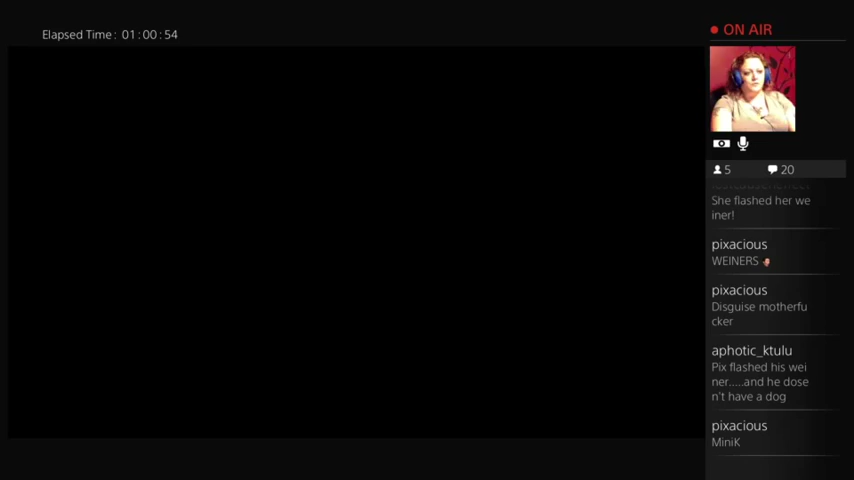 Elapsed Time: 01:00:54
ON AIR
5
20
She flashed her we
iner!
pixacious
WEINERS
pixacious
Disguise motherfu
cker
aphotic_ktulu
Pix flashed his wei
ner.....and he dose
n't have a dog
pixacious
MiniK